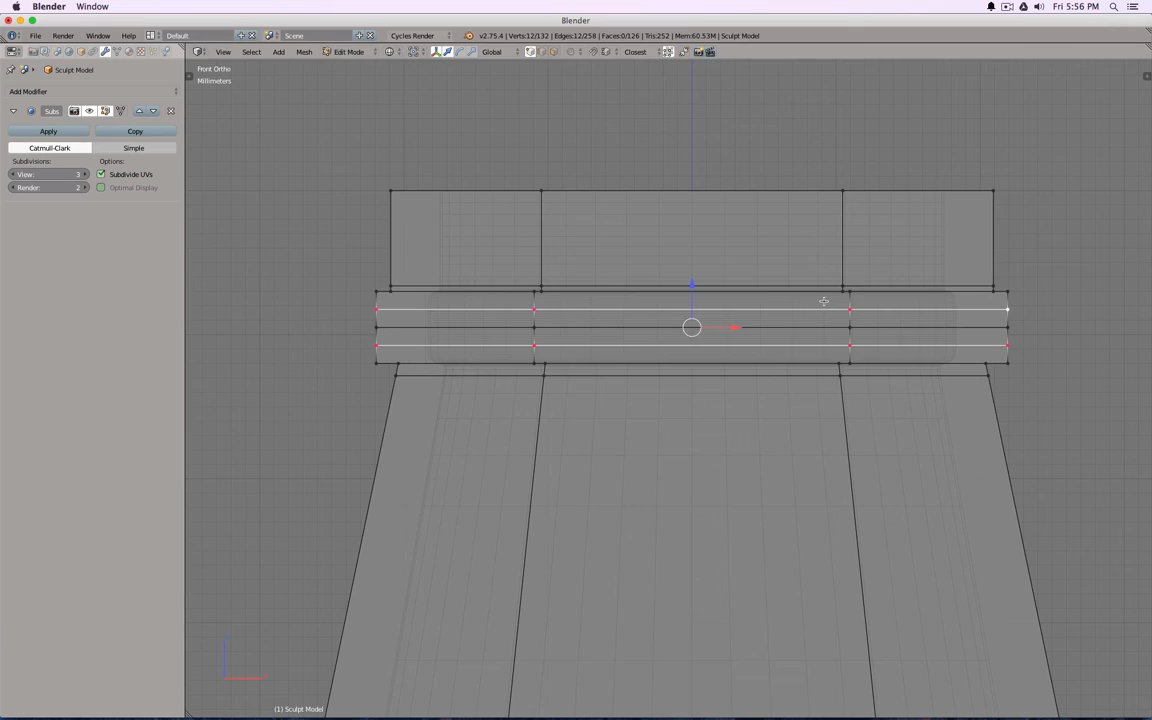 Blender Window Fri 5:56 PM
Blender
File Render Window Help Default Scene Cycles Render v2.75.4 | Verts:12/132 | Edges:12/258 | Faces:0/126 | Tris:252 | Mem:60.53M | Sculpt Model
View Select Add Mesh Edit Mode Global Closest
Sculpt Model
Front Ortho
Millimeters
Add Modifier
Subs
Apply Copy
Catmull-Clark Simple
Subdivisions: Options:
View: 3 Subdivide UVs
Render: 2 Optimal Display
(1) Sculpt Model